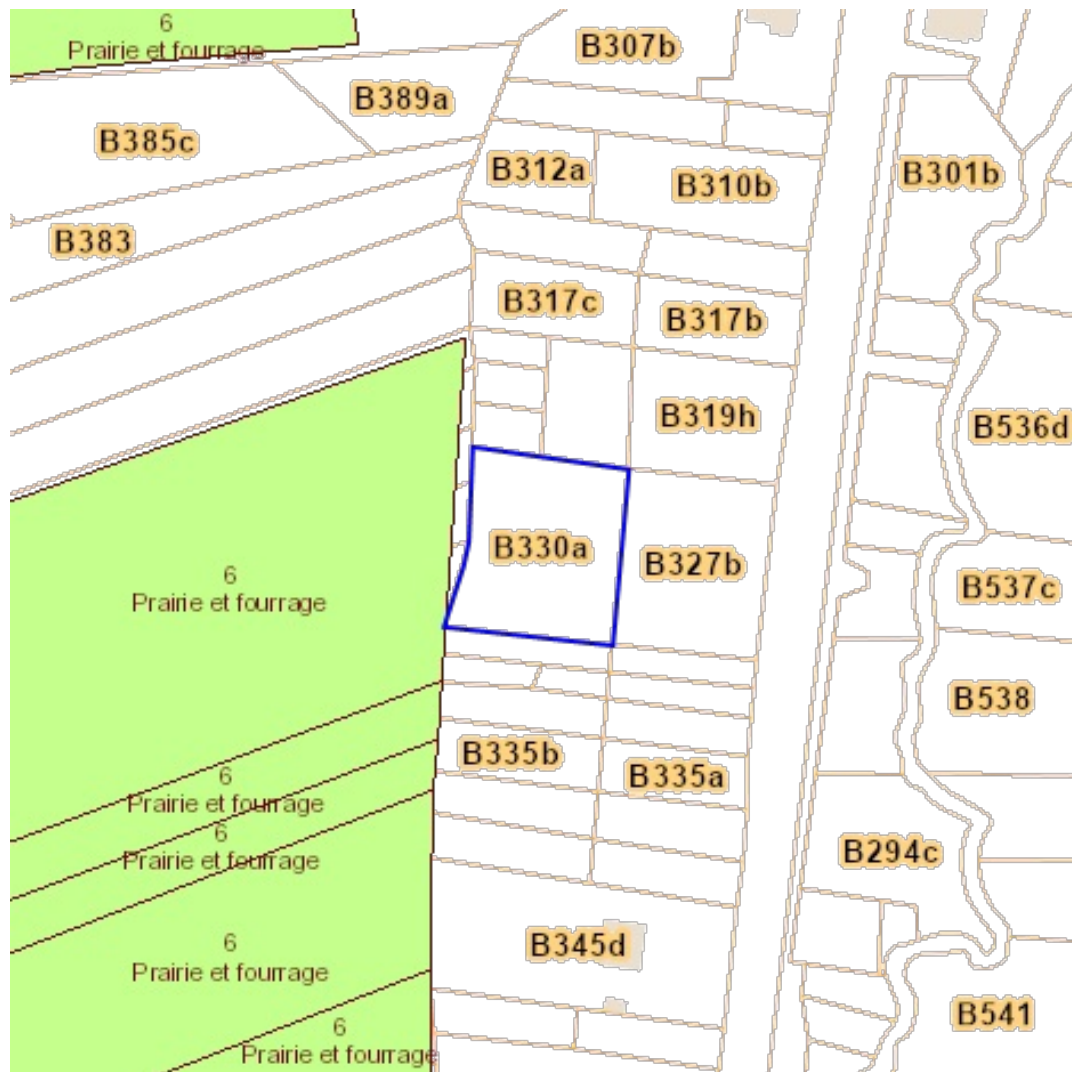 6
Prairie et fourrage
B307b
B389a
B385c
B312a
B310b
B301b
B383
B317c
B317b
B319h
B536d
B330a
B327b
6
Prairie et fourrage
B537c
B538
B335b
B335a
6
Prairie et fourrage
6
Prairie et fourrage
B294c
B345d
6
Prairie et fourrage
B541
6
Prairie et fourrage